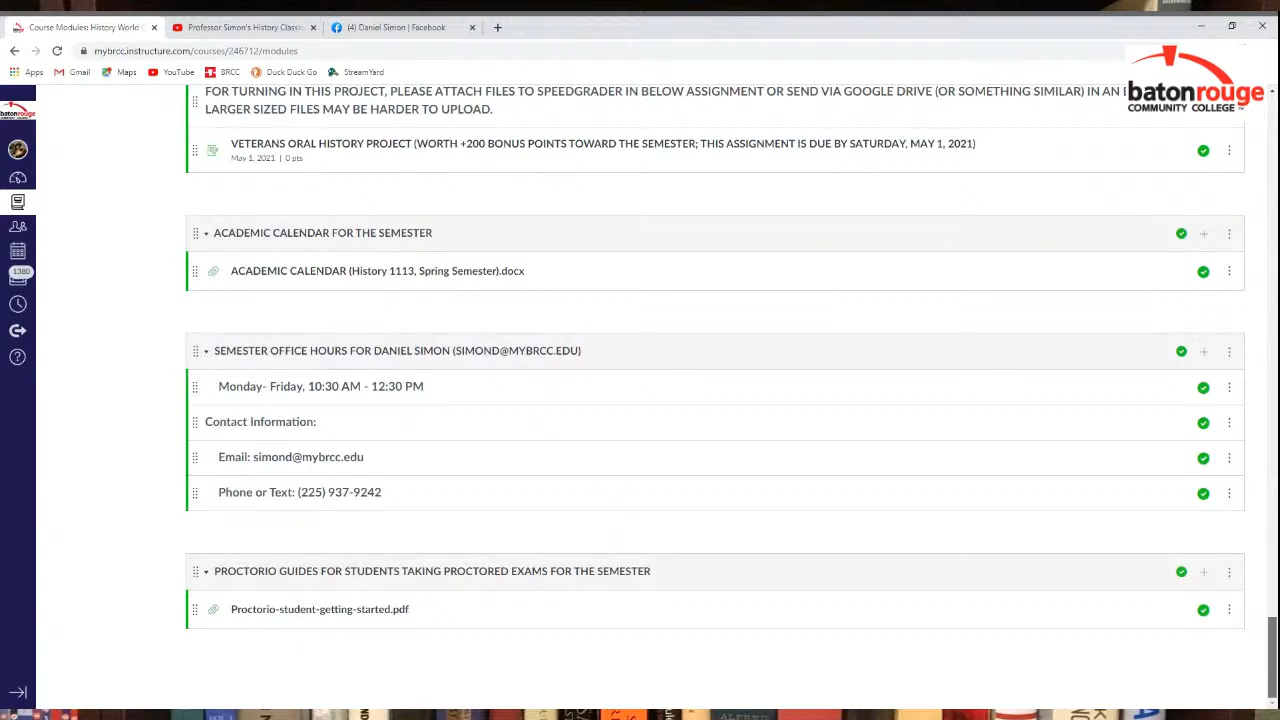 Course Modules: History World C
Professor Simon's History Classr
(4) Daniel Simon | Facebook
mybrcc.instructure.com/courses/246712/modules
Apps
Gmail
Maps
YouTube
BRCC
Duck Duck Go
StreamYard
batonrouge
COMMUNITY COLLEGE
batonrouge
COMMUNITY COLLEGE
FOR TURNING IN THIS PROJECT, PLEASE ATTACH FILES TO SPEEDGRADER IN BELOW ASSIGNMENT OR SEND VIA GOOGLE DRIVE (OR SOMETHING SIMILAR) IN AN E
LARGER SIZED FILES MAY BE HARDER TO UPLOAD.
VETERANS ORAL HISTORY PROJECT (WORTH +200 BONUS POINTS TOWARD THE SEMESTER; THIS ASSIGNMENT IS DUE BY SATURDAY, MAY 1, 2021)
May 1, 2021 | 0 pts
ACADEMIC CALENDAR FOR THE SEMESTER
ACADEMIC CALENDAR (History 1113, Spring Semester).docx
1380
SEMESTER OFFICE HOURS FOR DANIEL SIMON (SIMOND@MYBRCC.EDU)
Monday- Friday, 10:30 AM - 12:30 PM
Contact Information:
Email: simond@mybrcc.edu
Phone or Text: (225) 937-9242
PROCTORIO GUIDES FOR STUDENTS TAKING PROCTORED EXAMS FOR THE SEMESTER
Proctorio-student-getting-started.pdf